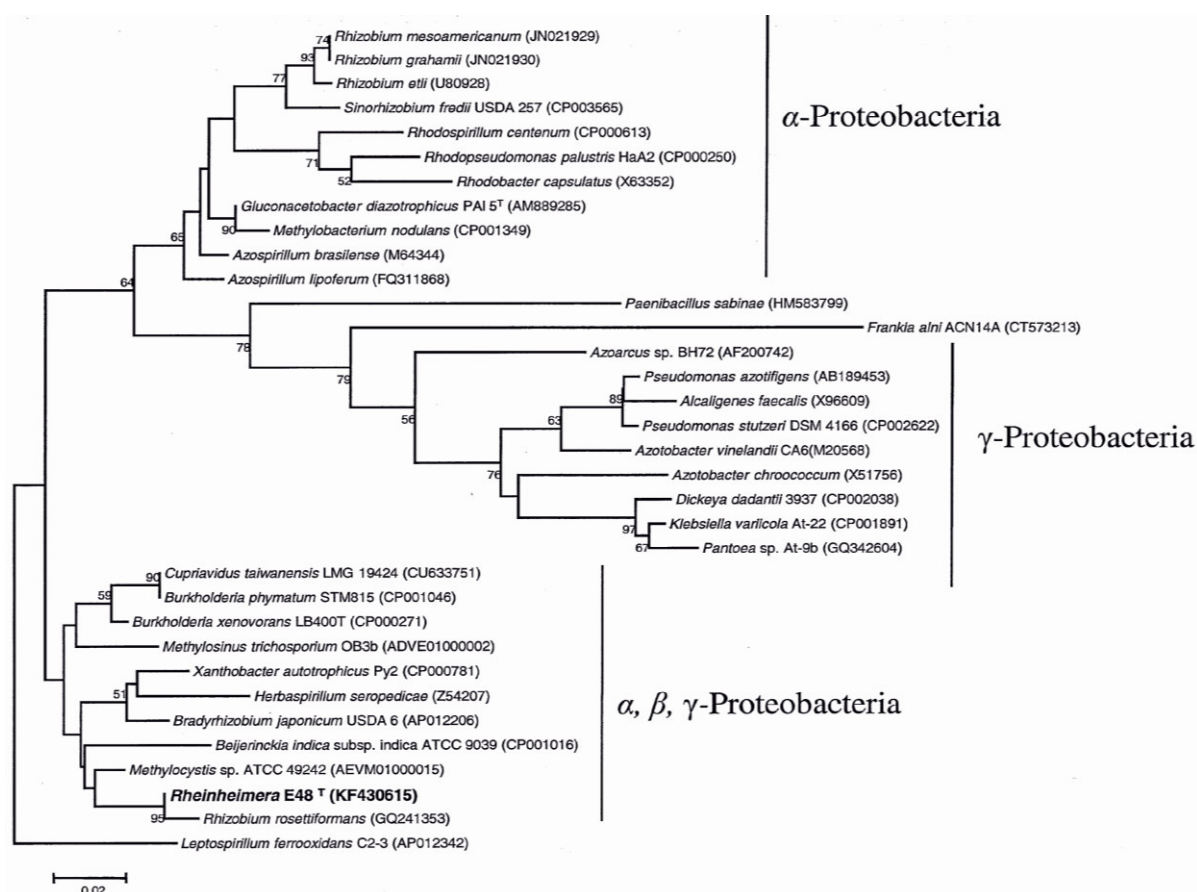 74
Rhizobium mesoamericanum (JN021929)
93
Rhizobium grahamii (JN021930)
77
Rhizobium etli (U80928)
Sinorhizobium fredii USDA 257 (CP003565)
α-Proteobacteria
Rhodospirillum centenum (CP000613)
71
Rhodopseudomonas palustris HaA2 (CP000250)
52
Rhodobacter capsulatus (X63352)
Gluconacetobacter diazotrophicus PAI 5T (AM889285)
90
Methylobacterium nodulans (CP001349)
65
Azospirillum brasilense (M64344)
64
Azospirillum lipoferum (FQ311868)
Paenibacillus sabinae (HM583799)
78
Frankia alni ACN14A (CT573213)
79
Azoarcus sp. BH72 (AF200742)
Pseudomonas azotifigens (AB189453)
89
Alcaligenes faecalis (X96609)
56
63
Pseudomonas stutzeri DSM 4166 (CP002622)
γ-Proteobacteria
Azotobacter vinelandii CA6(M20568)
76
Azotobacter chroococcum (X51756)
Dickeya dadantii 3937 (CP002038)
97
Klebsiella variicola At-22 (CP001891)
67
Pantoea sp. At-9b (GQ342604)
90
Cupriavidus taiwanensis LMG 19424 (CU633751)
59
Burkholderia phymatum STM815 (CP001046)
Burkholderia xenovorans LB400T (CP000271)
Methylosinus trichosporium OB3b (ADVE01000002)
Xanthobacter autotrophicus Py2 (CP000781)
51
Herbaspirillum seropedicae (Z54207)
α, β, γ-Proteobacteria
Bradyrhizobium japonicum USDA 6 (AP012206)
Beijerinckia indica subsp. indica ATCC 9039 (CP001016)
Methylocystis sp. ATCC 49242 (AEVM01000015)
Rheinheimera E48 T (KF430615)
95
Rhizobium rosettiformans (GQ241353)
Leptospirillum ferrooxidans C2-3 (AP012342)
0.02